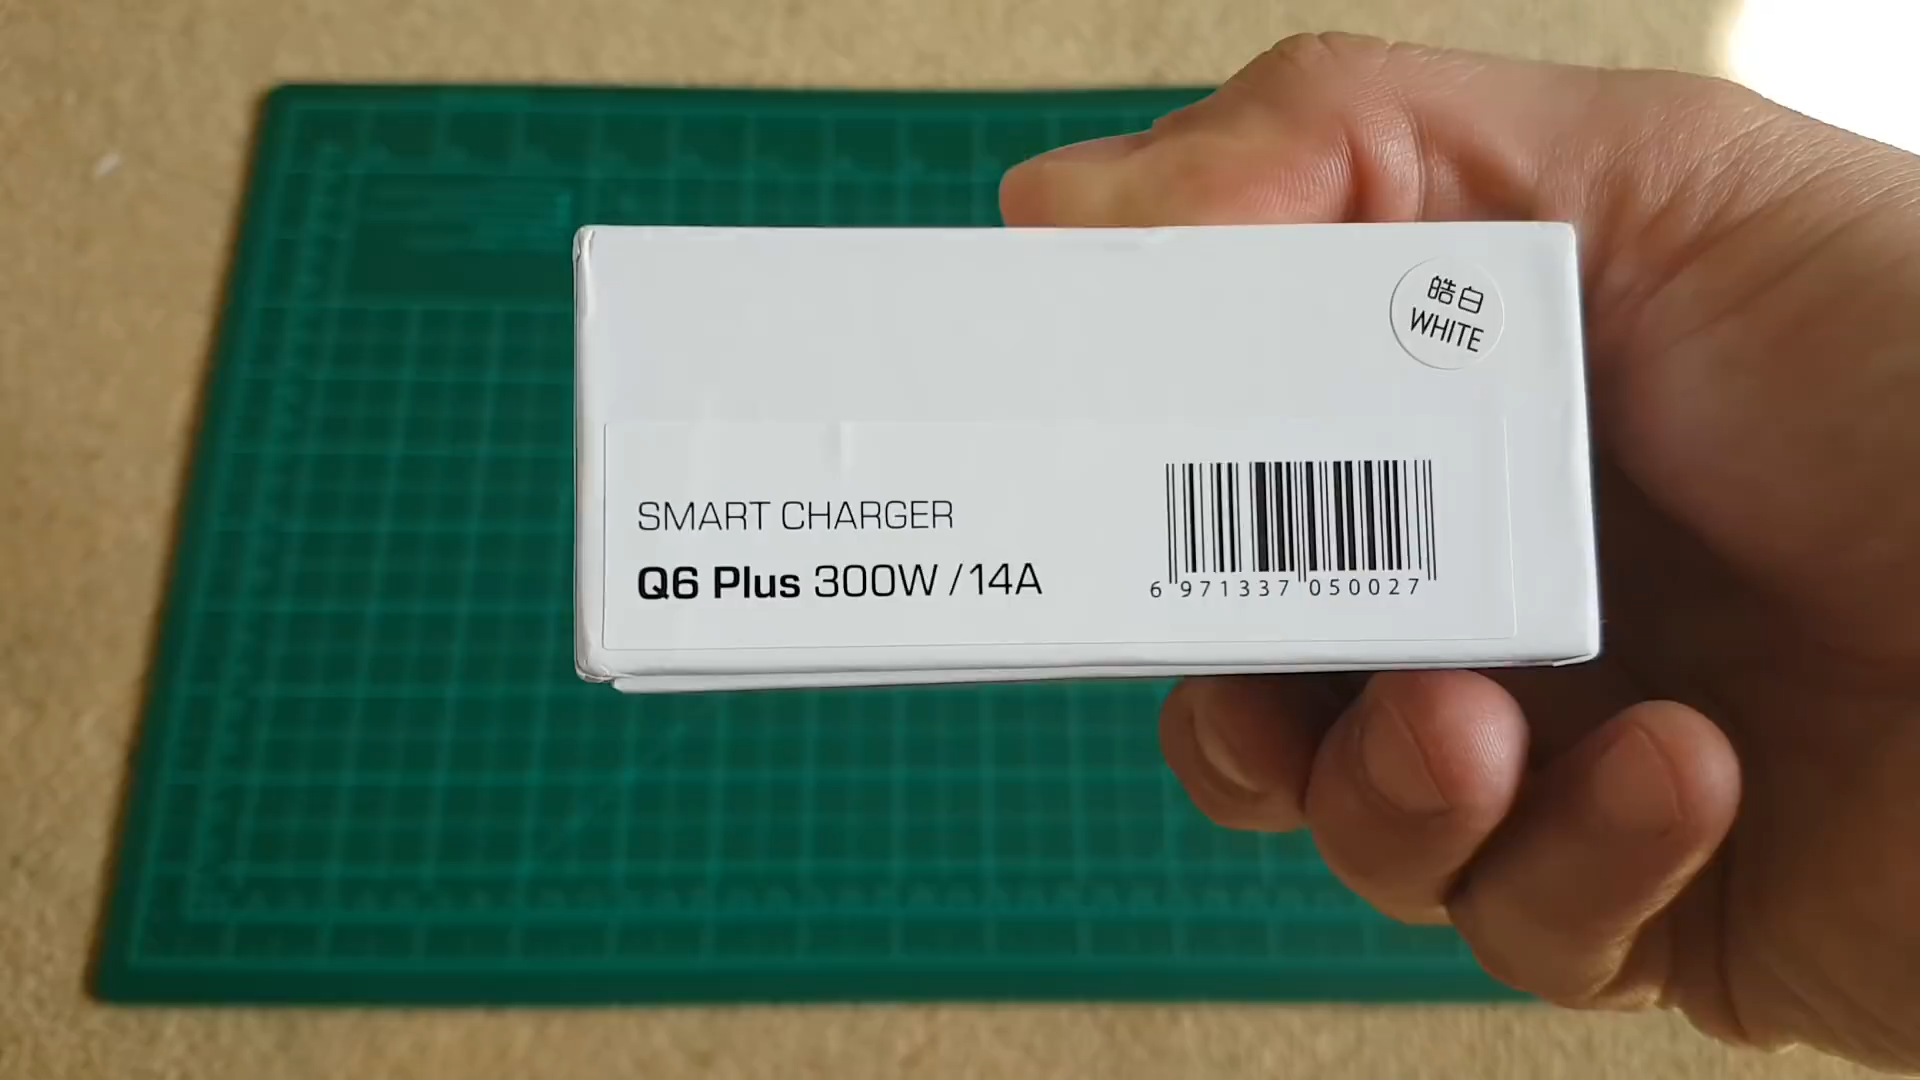 皓白
WHITE
SMART CHARGER
Q6 Plus 300W /14A
6 971337 050027